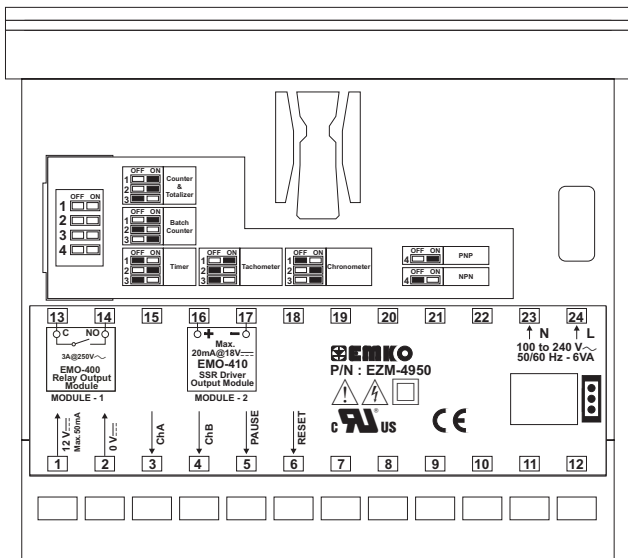 OFF ON
1
2
3
4
OFF ON
1
2
3
Counter
&
Totalizer
OFF ON
1
2
3
Batch
Counter
OFF ON
1
2
3
Timer
OFF ON
1
2
3
Tachometer
OFF ON
1
2
3
Chronometer
OFF ON
4
PNP
OFF ON
4
NPN
13 14 15 16 17 18 19 20 21 22 23 24
C NO
3A@250V~
EMO-400
Relay Output
Module
MODULE - 1
+ -
Max.
20mA@18V⎓
EMO-410
SSR Driver
Output Module
MODULE - 2
EMKO
P/N : EZM-4950
c RU US
CE
N L
100 to 240 V~
50/60 Hz - 6VA
12 V⎓
Max.50mA
0 V⎓
ChA
ChB
PAUSE
RESET
1 2 3 4 5 6 7 8 9 10 11 12